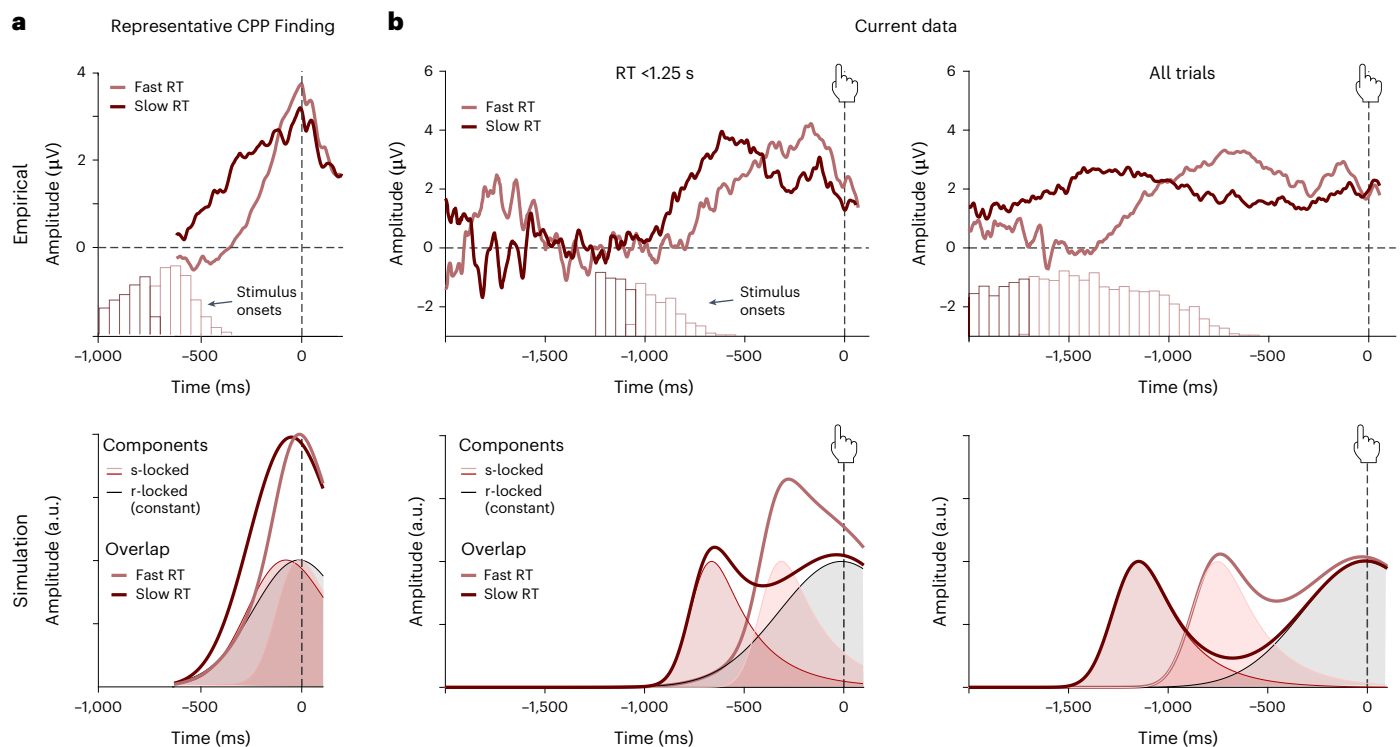 a
Representative CPP Finding
b
Current data
Empirical
Amplitude (μV)
4
2
0
Fast RT
Slow RT
Stimulus
onsets
−1,000
−500
0
Time (ms)
RT <1.25 s
Amplitude (μV)
6
4
2
0
−2
Fast RT
Slow RT
Stimulus
onsets
−1,500
−1,000
−500
0
Time (ms)
All trials
Amplitude (μV)
6
4
2
0
−2
−1,500
−1,000
−500
0
Time (ms)
Simulation
Amplitude (a.u.)
Components
s-locked
r-locked
(constant)
Overlap
Fast RT
Slow RT
−1,000
−500
0
Time (ms)
Amplitude (a.u.)
Components
s-locked
r-locked
(constant)
Overlap
Fast RT
Slow RT
−1,500
−1,000
−500
0
Time (ms)
Amplitude (a.u.)
−1,500
−1,000
−500
0
Time (ms)